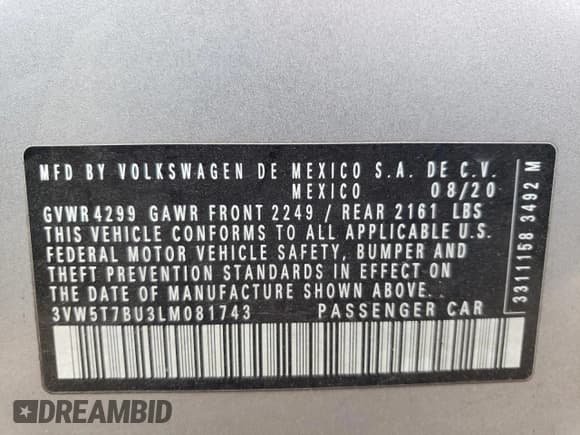 MFD BY VOLKSWAGEN DE MEXICO S.A. DE C.V.
MEXICO 08/20
GVWR 4299 GAWR FRONT 2249 / REAR 2161 LBS
THIS VEHICLE CONFORMS TO ALL APPLICABLE U.S.
FEDERAL MOTOR VEHICLE SAFETY, BUMPER AND
THEFT PREVENTION STANDARDS IN EFFECT ON
THE DATE OF MANUFACTURE SHOWN ABOVE.
3VW5T7BU3LM081743 PASSENGER CAR
3311158 3492 M
DREAMBID